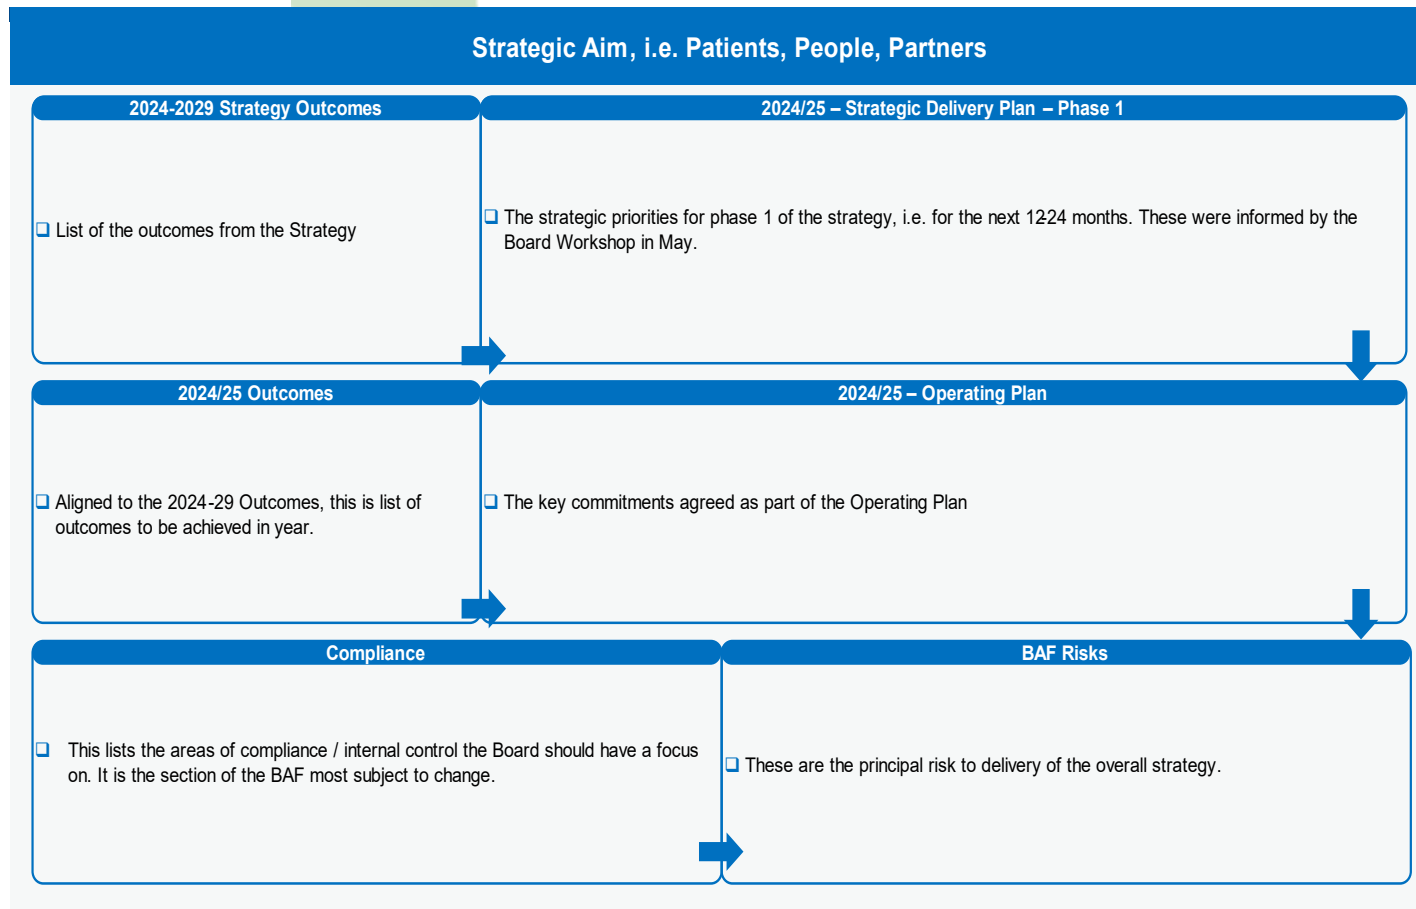 Strategic Aim, i.e. Patients, People, Partners
2024-2029 Strategy Outcomes
2024/25 – Strategic Delivery Plan – Phase 1
❑ List of the outcomes from the Strategy
❑ The strategic priorities for phase 1 of the strategy, i.e. for the next 12-24 months. These were informed by the
Board Workshop in May.
2024/25 Outcomes
2024/25 – Operating Plan
❑ Aligned to the 2024-29 Outcomes, this is list of
outcomes to be achieved in year.
❑ The key commitments agreed as part of the Operating Plan
Compliance
BAF Risks
❑ This lists the areas of compliance / internal control the Board should have a focus
on. It is the section of the BAF most subject to change.
❑ These are the principal risk to delivery of the overall strategy.